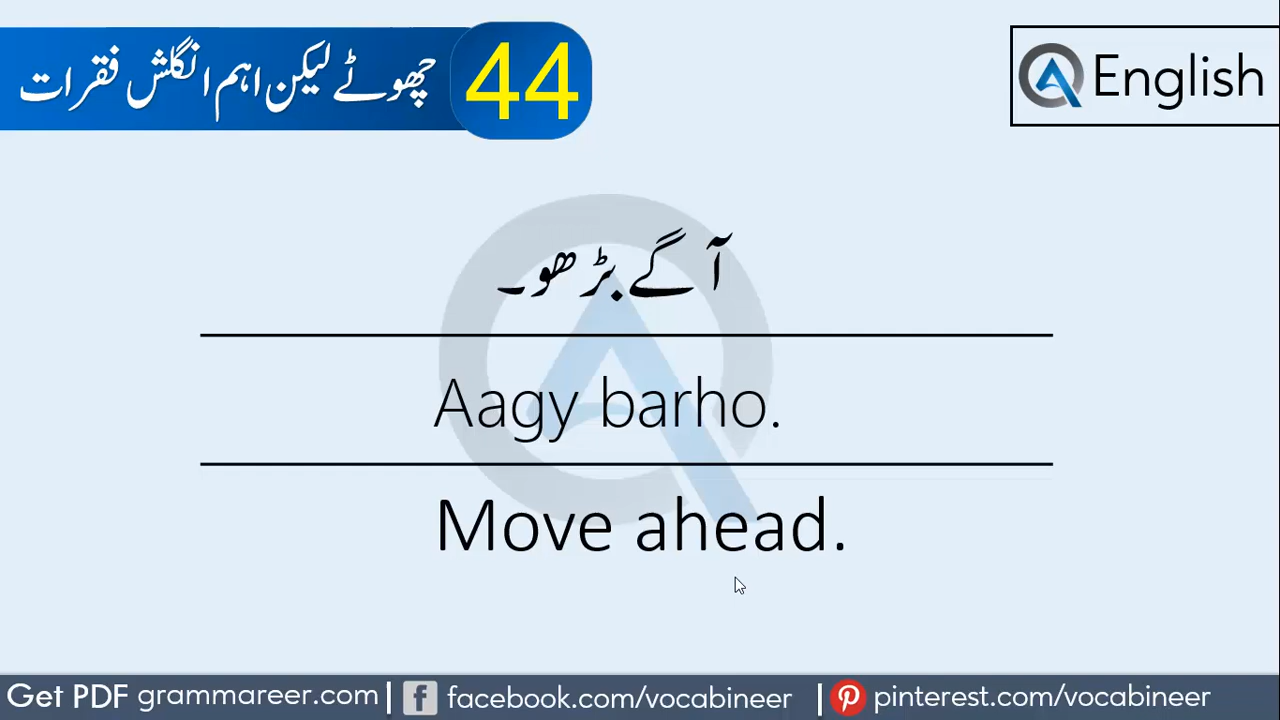 44 چھوٹے لیکن اہم انگلش فقرات
English
آگے بڑھو۔
Aagy barho.
Move ahead.
Get PDF grammareer.com | facebook.com/vocabineer | pinterest.com/vocabineer